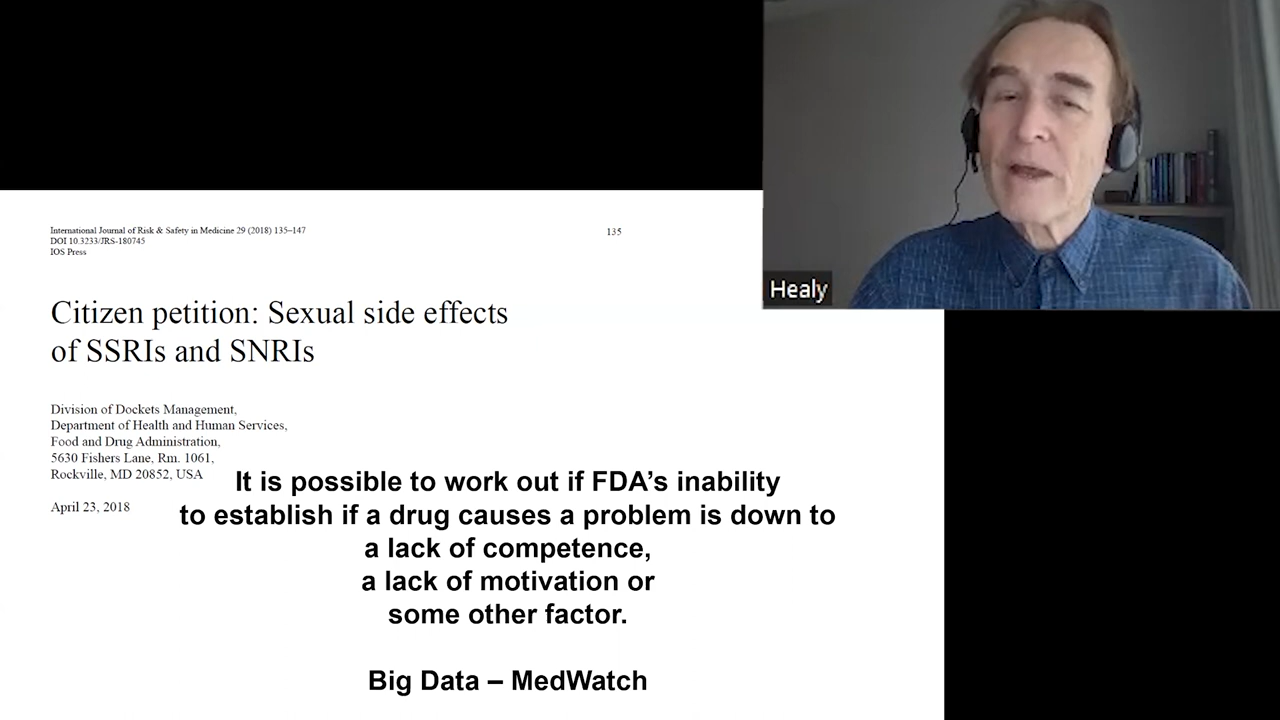 International Journal of Risk & Safety in Medicine 29 (2018) 135–147
135
DOI 10.3233/JRS-180745
IOS Press
Healy
Citizen petition: Sexual side effects
of SSRIs and SNRIs
Division of Dockets Management,
Department of Health and Human Services,
Food and Drug Administration,
5630 Fishers Lane, Rm. 1061,
Rockville, MD 20852, USA
April 23, 2018
It is possible to work out if FDA’s inability
to establish if a drug causes a problem is down to
a lack of competence,
a lack of motivation or
some other factor.
Big Data – MedWatch